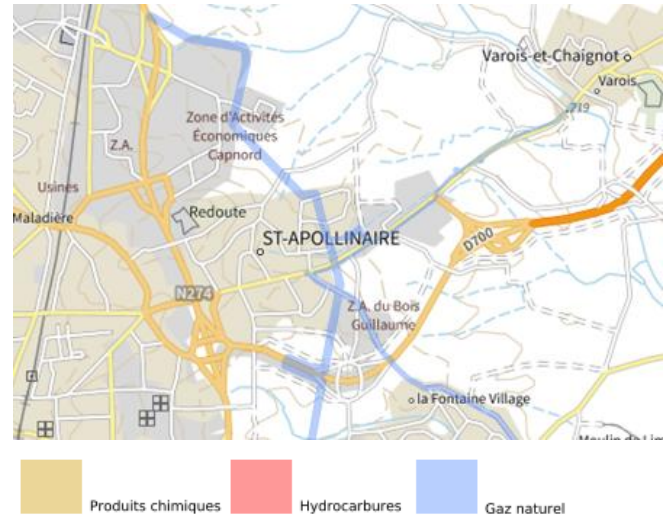 Varois-et-Chaignot
Varois
Zone d'Activités
Économiques
Capnord
Z.A.
Usines
Maladière
Redoute
ST-APOLLINAIRE
D700
N274
Z.A. du Bois
Guillaume
la Fontaine Village
Produits chimiques
Hydrocarbures
Gaz naturel